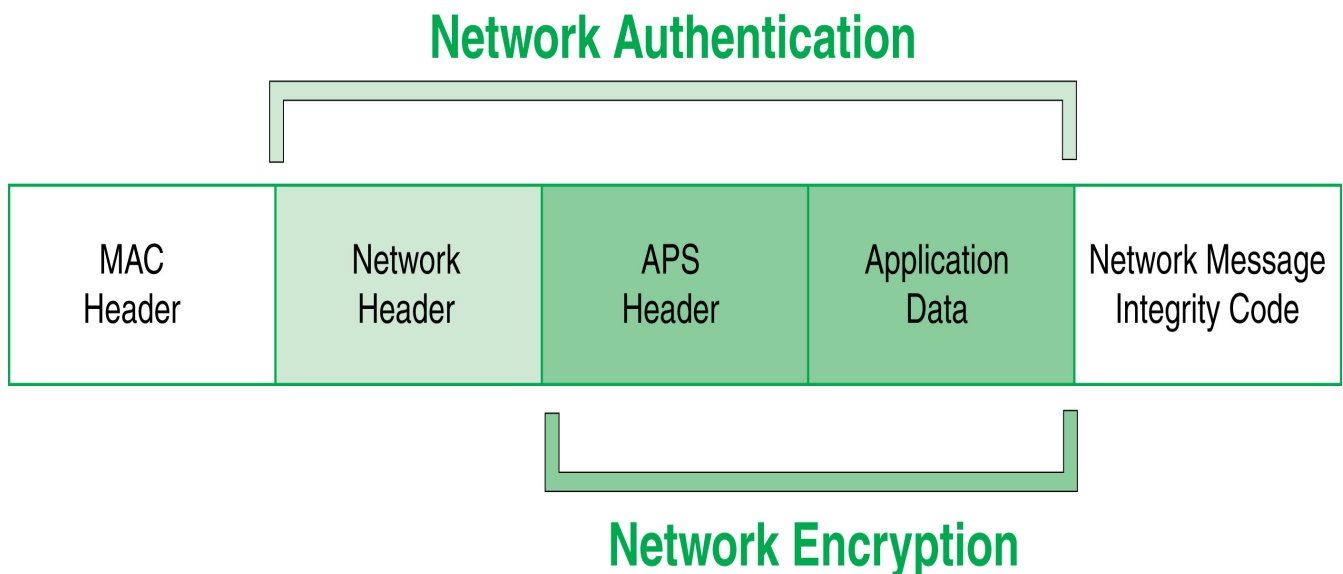 Network Authentication
MAC
Header
Network
Header
APS
Header
Application
Data
Network Message
Integrity Code
Network Encryption